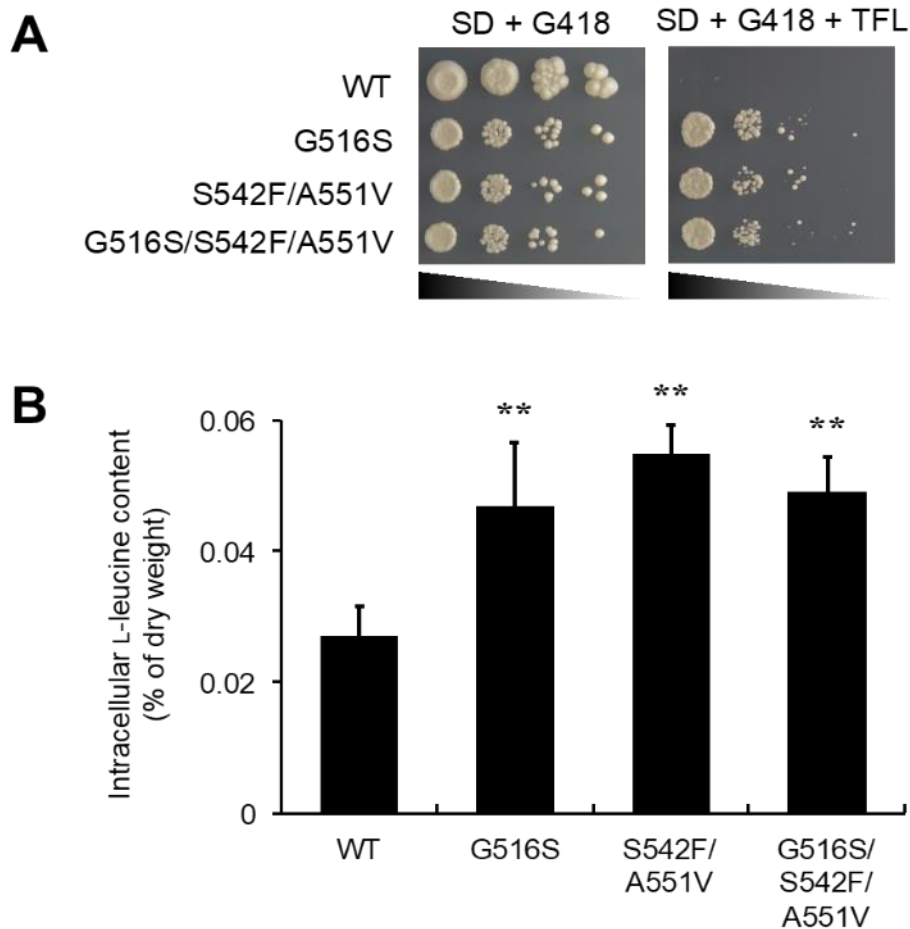 A
SD + G418
SD + G418 + TFL
WT
G516S
S542F/A551V
G516S/S542F/A551V
B
Intracellular L-leucine content
(% of dry weight)
0.06
0.04
0.02
0
**
**
**
WT
G516S
S542F/
A551V
G516S/
S542F/
A551V